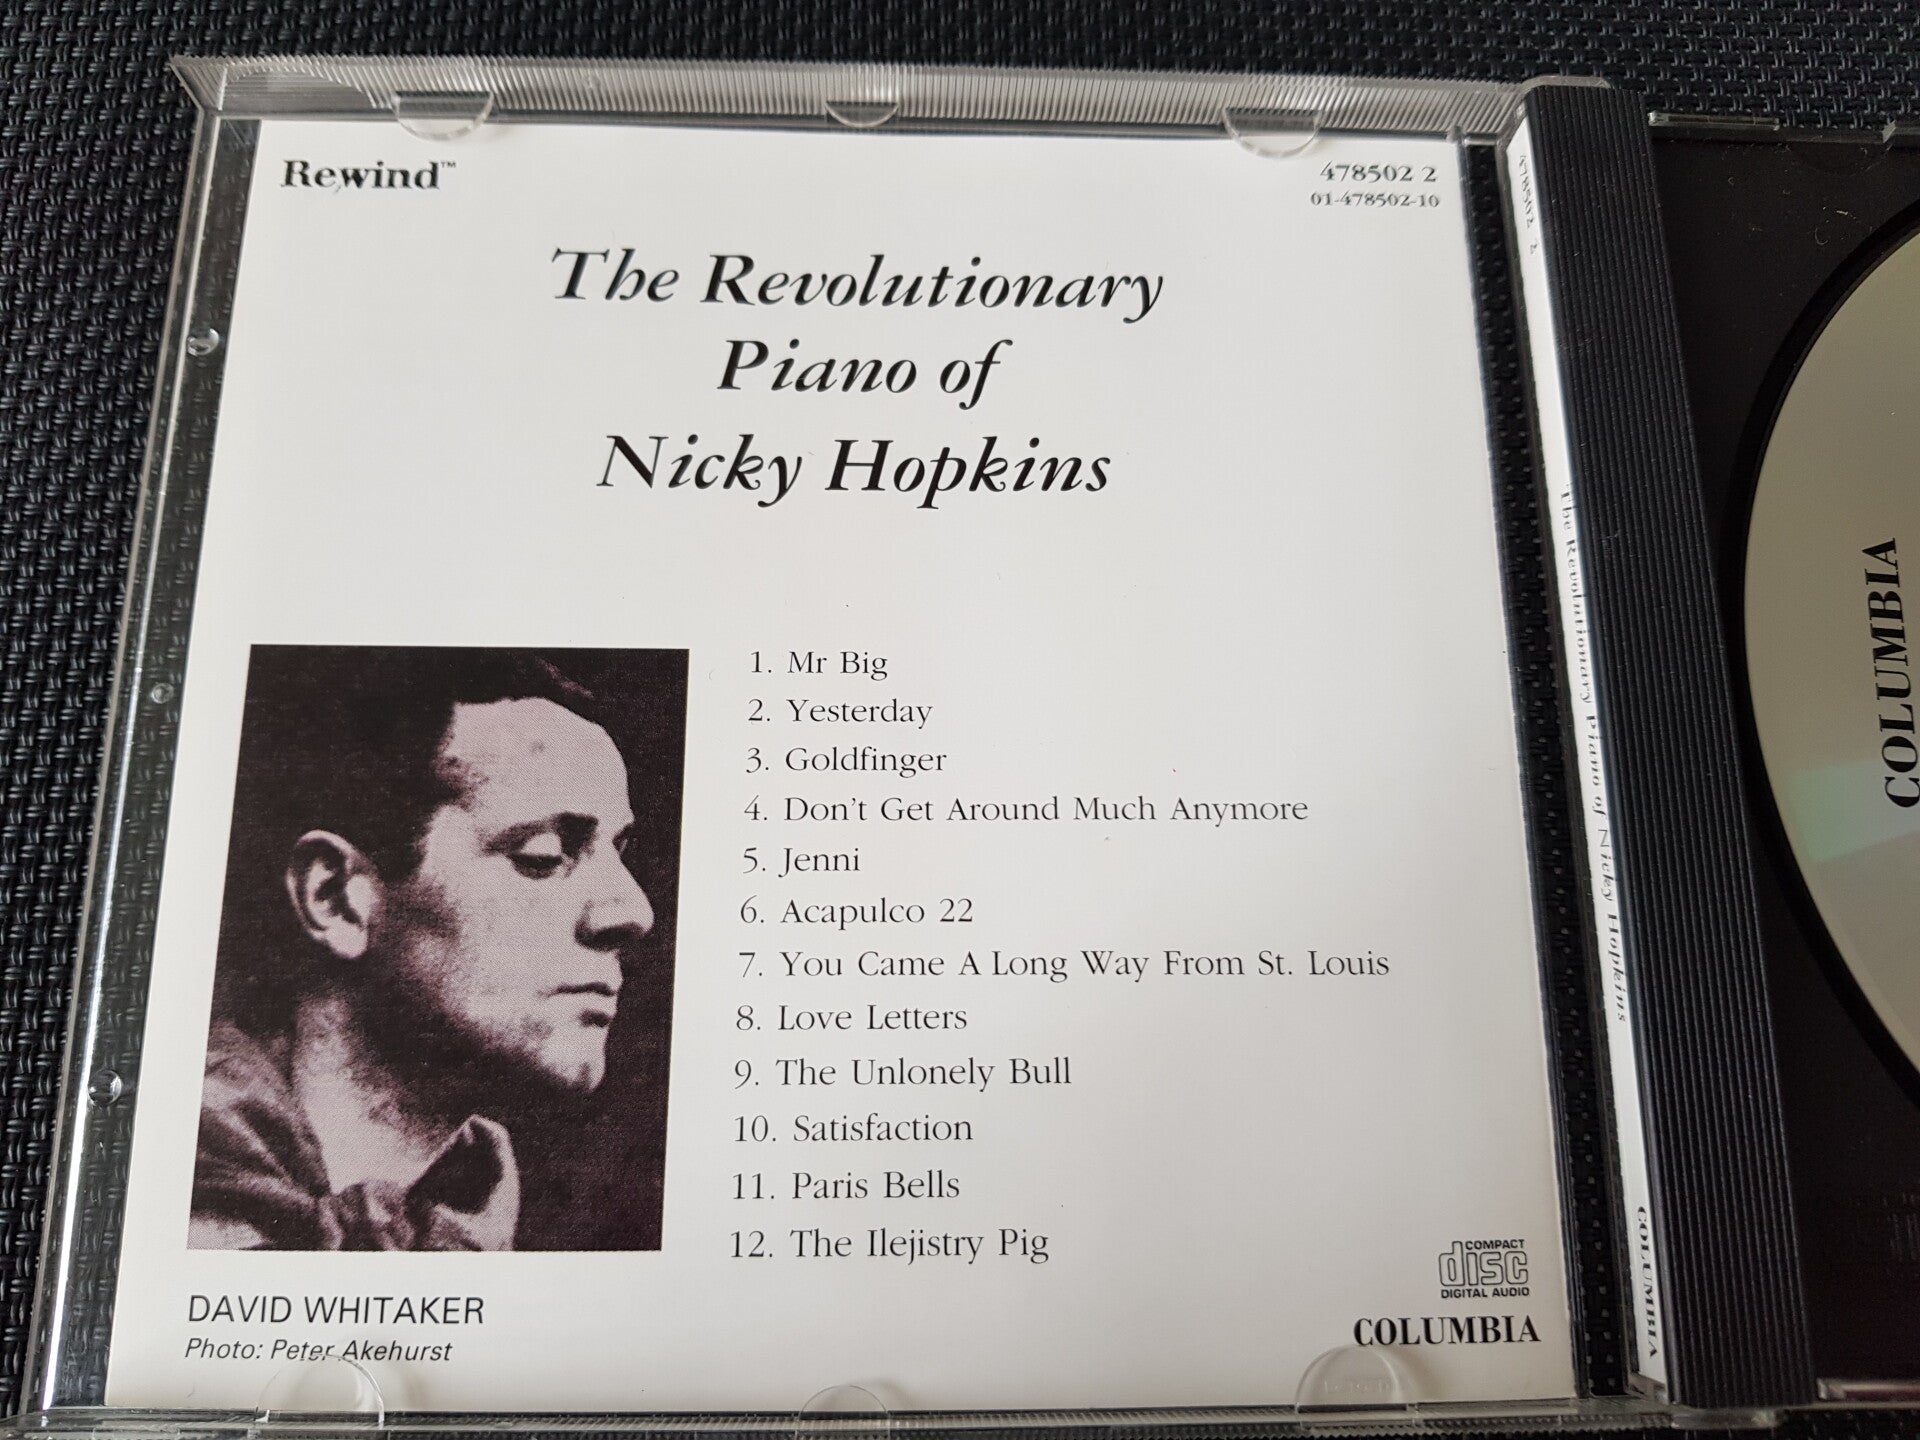 Rewind™
478502 2
01-478502-10
The Revolutionary
Piano of
Nicky Hopkins
1. Mr Big
2. Yesterday
3. Goldfinger
4. Don't Get Around Much Anymore
5. Jenni
6. Acapulco 22
7. You Came A Long Way From St. Louis
8. Love Letters
9. The Unlonely Bull
10. Satisfaction
11. Paris Bells
12. The Ilejistry Pig
DAVID WHITAKER
Photo: Peter Akehurst
COMPACT
disc
DIGITAL AUDIO
COLUMBIA
478502 2
The Revolutionary Piano of Nicky Hopkins
COLUMBIA
COLUMBIA